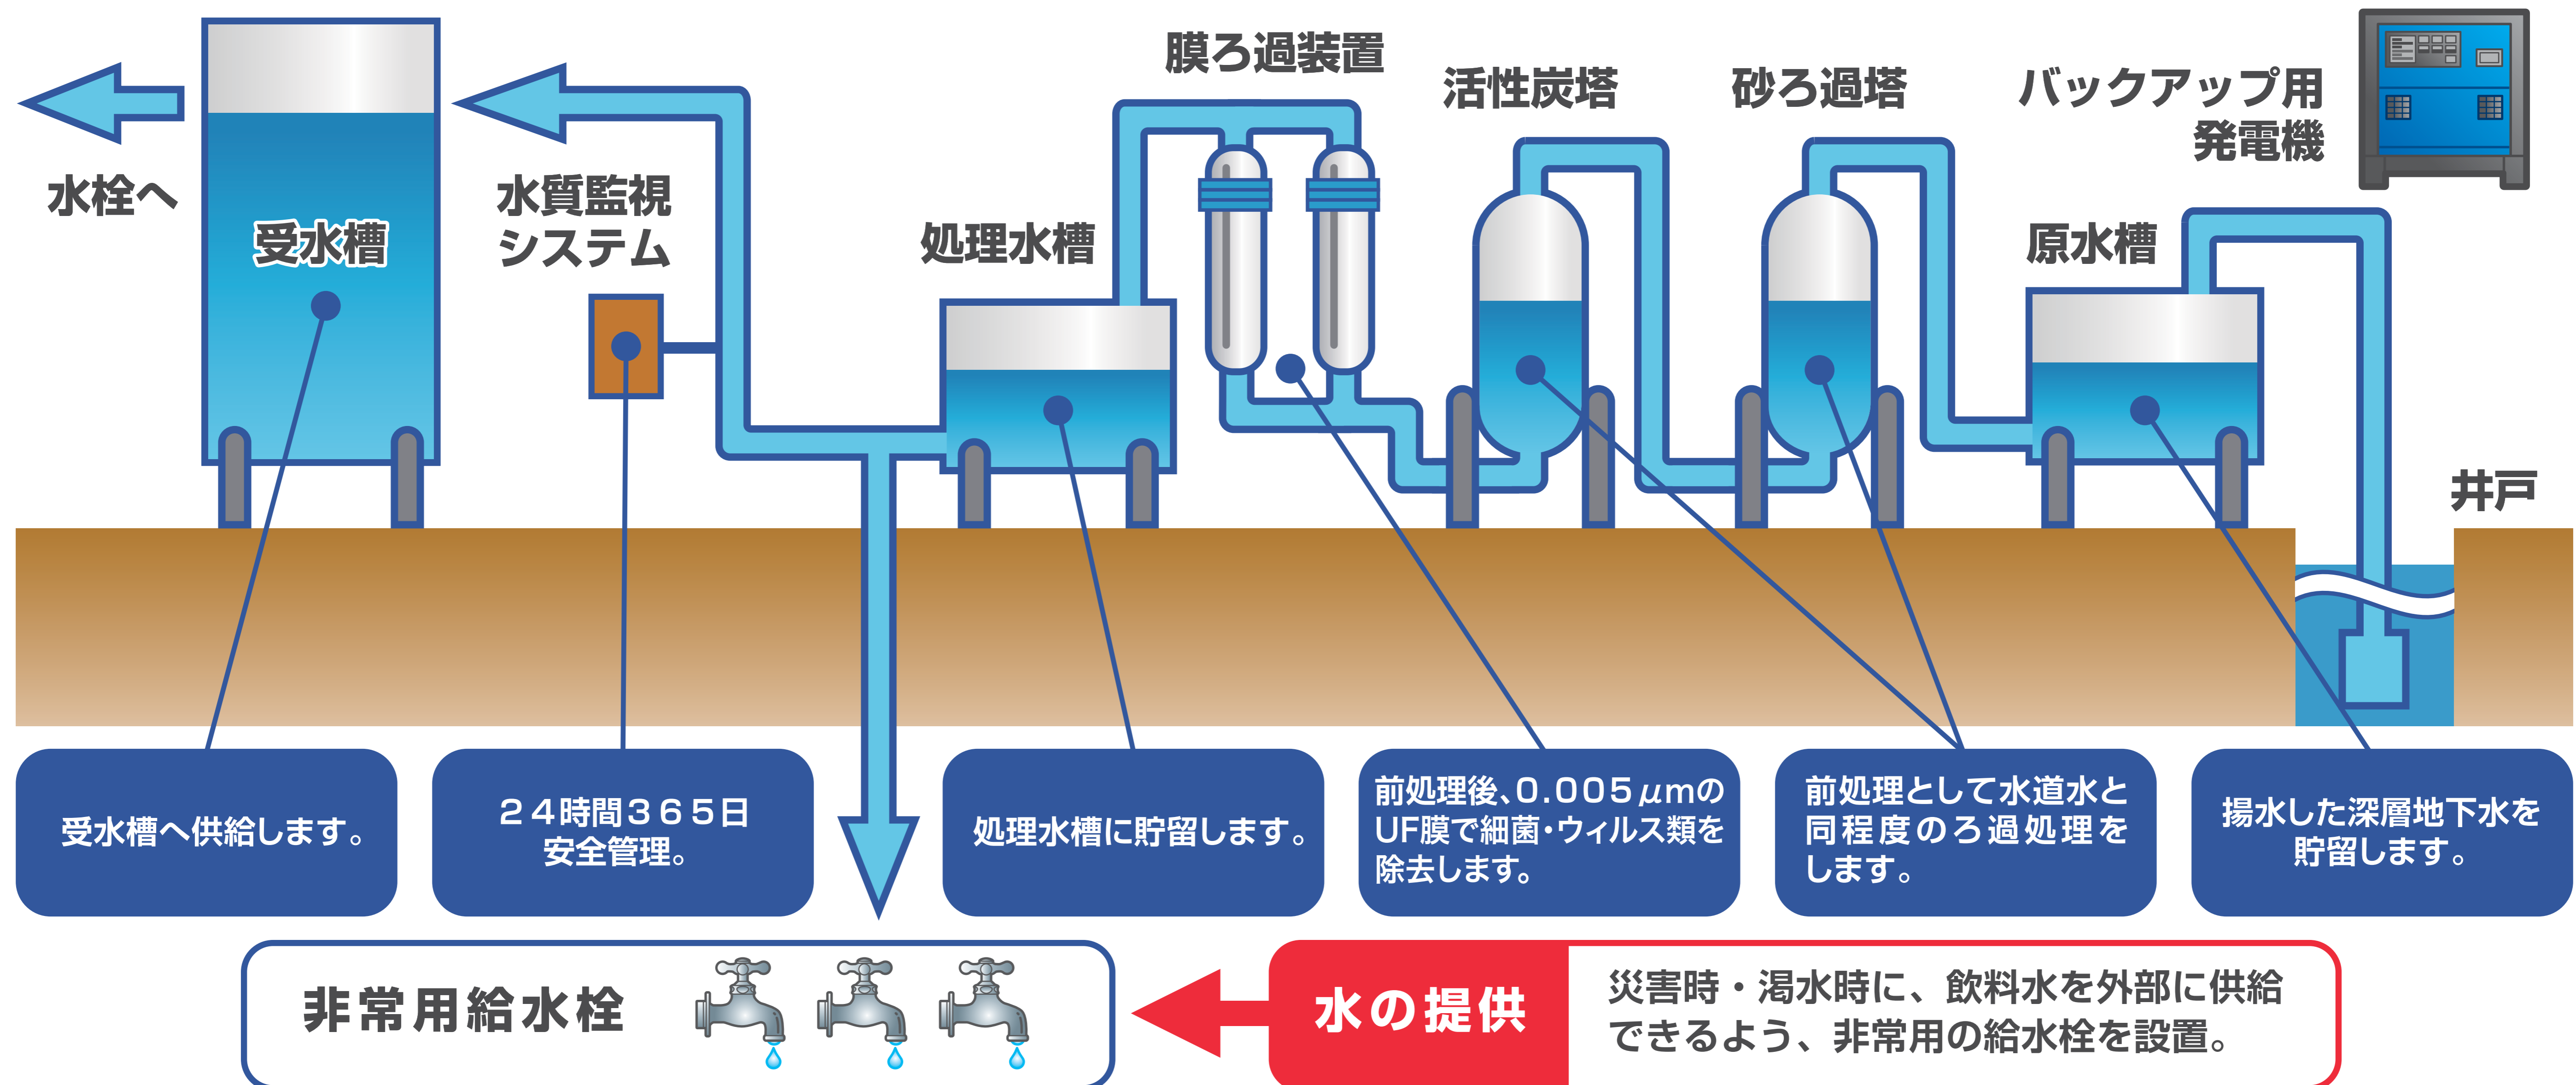 膜ろ過装置
活性炭塔
砂ろ過塔
バックアップ用
発電機
水栓へ
受水槽
水質監視
システム
処理水槽
原水槽
井戸
受水槽へ供給します。
２４時間３６５日
安全管理。
処理水槽に貯留します。
前処理後、0.005μmの
UF膜で細菌・ウィルス類を
除去します。
前処理として水道水と
同程度のろ過処理を
します。
揚水した深層地下水を
貯留します。
非常用給水栓
水の提供
災害時・渇水時に、飲料水を外部に供給
できるよう、非常用の給水栓を設置。